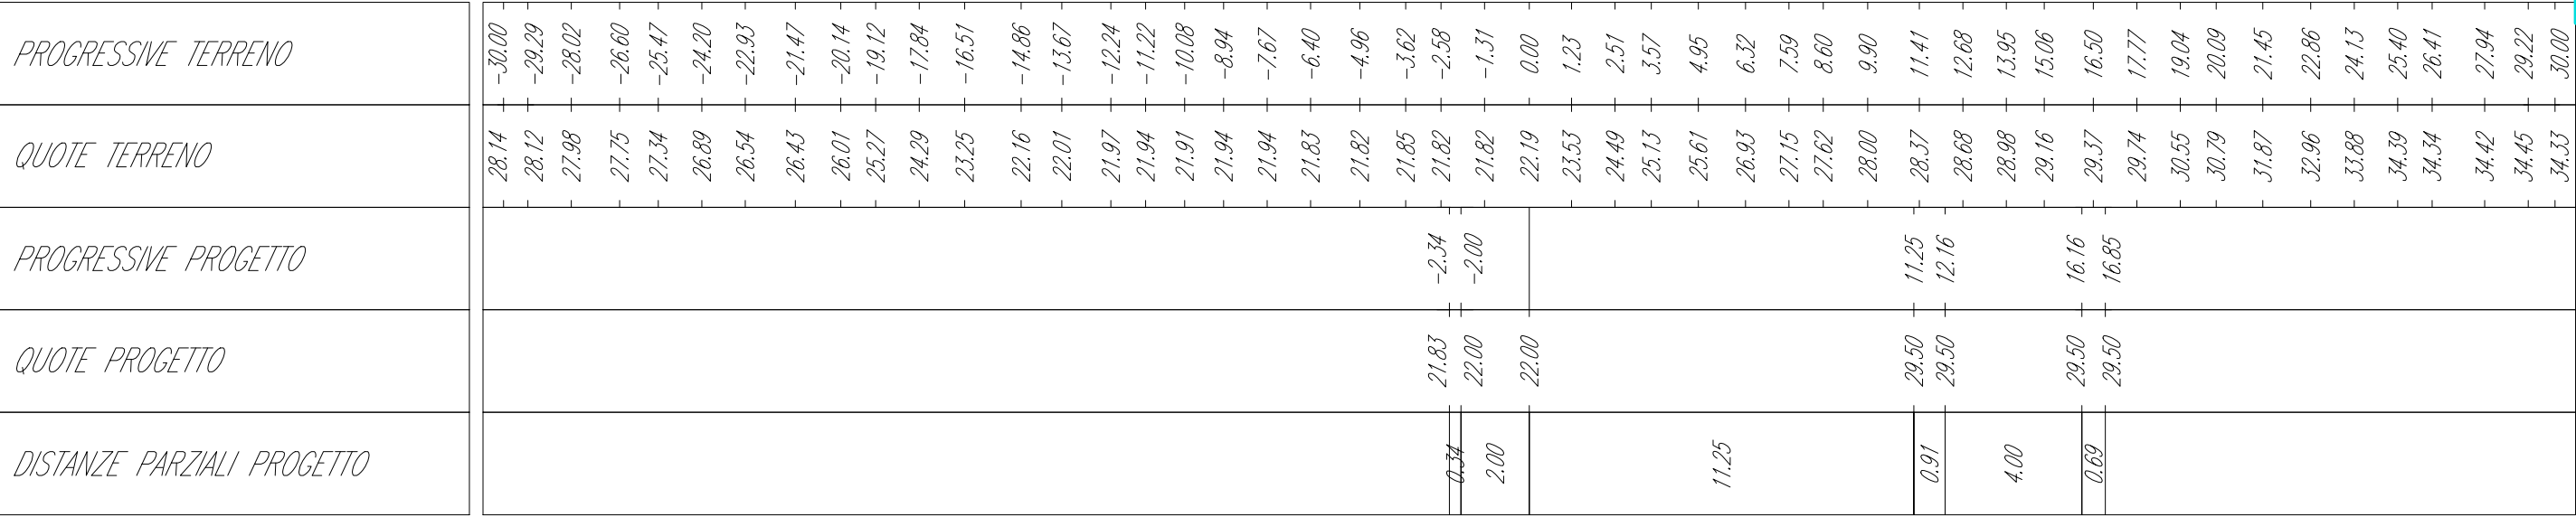 PROGRESSIVE TERRENO -30.00 -29.29 -28.02 -26.60 -25.47 -24.20 -22.93 -21.47 -20.14 -19.12 -17.84 -16.51 -14.86 -13.67 -12.24 -11.22 -10.08 -8.94 -7.67 -6.40 -4.96 -3.62 -2.58 -1.31 0.00 1.23 2.51 3.57 4.95 6.32 7.59 8.60 9.90 11.41 12.68 13.95 15.06 16.50 17.77 19.04 20.09 21.45 22.86 24.13 25.40 26.41 27.94 29.22 30.00
QUOTE TERRENO 28.14 28.12 27.98 27.75 27.34 26.89 26.54 26.43 26.01 25.27 24.29 23.25 22.16 22.01 21.97 21.94 21.91 21.94 21.94 21.83 21.82 21.85 21.82 21.82 22.19 23.53 24.49 25.13 25.61 26.93 27.15 27.62 28.00 28.37 28.68 28.98 29.16 29.37 29.74 30.55 30.79 31.87 32.96 33.88 34.39 34.34 34.42 34.45 34.33
PROGRESSIVE PROGETTO -2.34 -2.00 11.25 12.16 16.16 16.85
QUOTE PROGETTO 21.83 22.00 22.00 29.50 29.50 29.50 29.50
DISTANZE PARZIALI PROGETTO 0.34 2.00 11.25 0.91 4.00 0.69